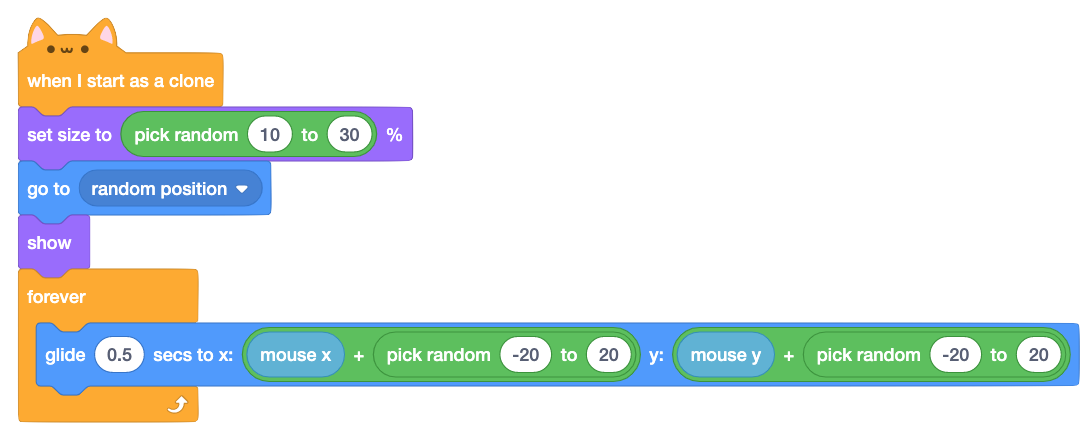 when I start as a clone
set size to pick random 10 to 30 %
go to random position
show
forever
glide 0.5 secs to x: mouse x + pick random -20 to 20 y: mouse y + pick random -20 to 20